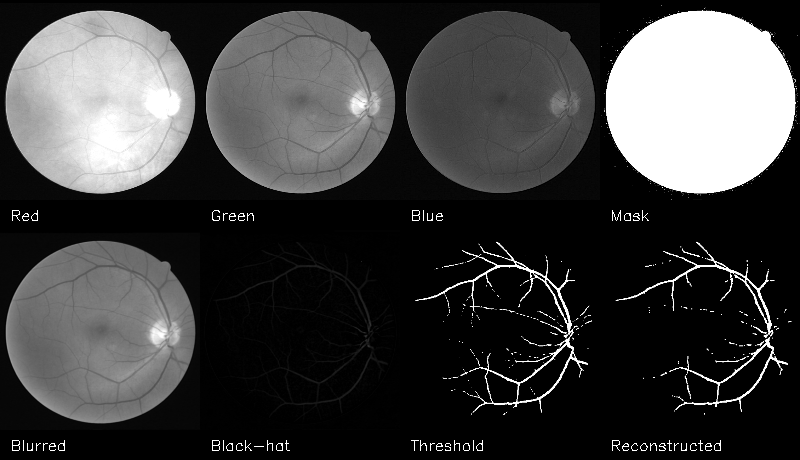 Red
Green
Blue
Mask
Blurred
Black-hat
Threshold
Reconstructed